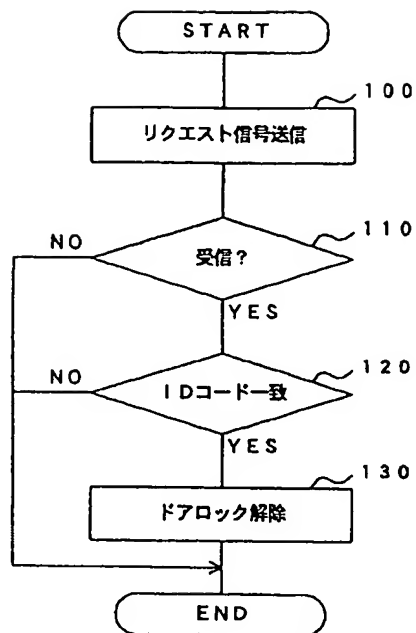 START
100
リクエスト信号送信
110
NO
受信?
YES
120
NO
IDコード一致
YES
130
ドアロック解除
END